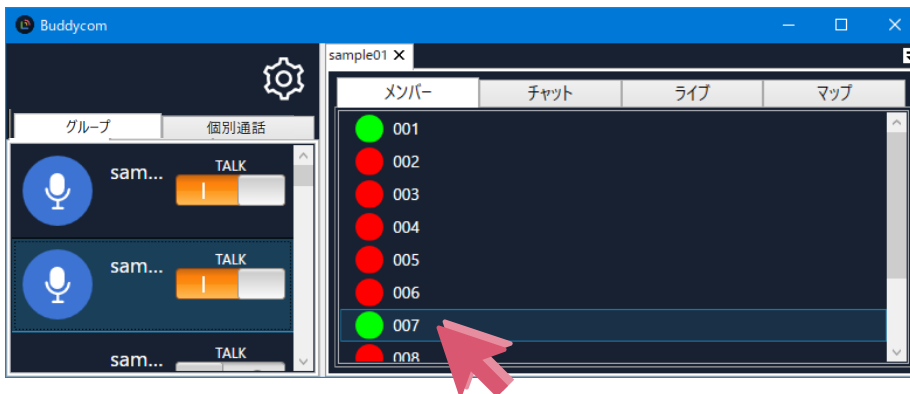 Buddycom
sample01
メンバー
チャット
ライブ
マップ
グループ
個別通話
sam...
TALK
sam...
TALK
sam...
TALK
001
002
003
004
005
006
007
008